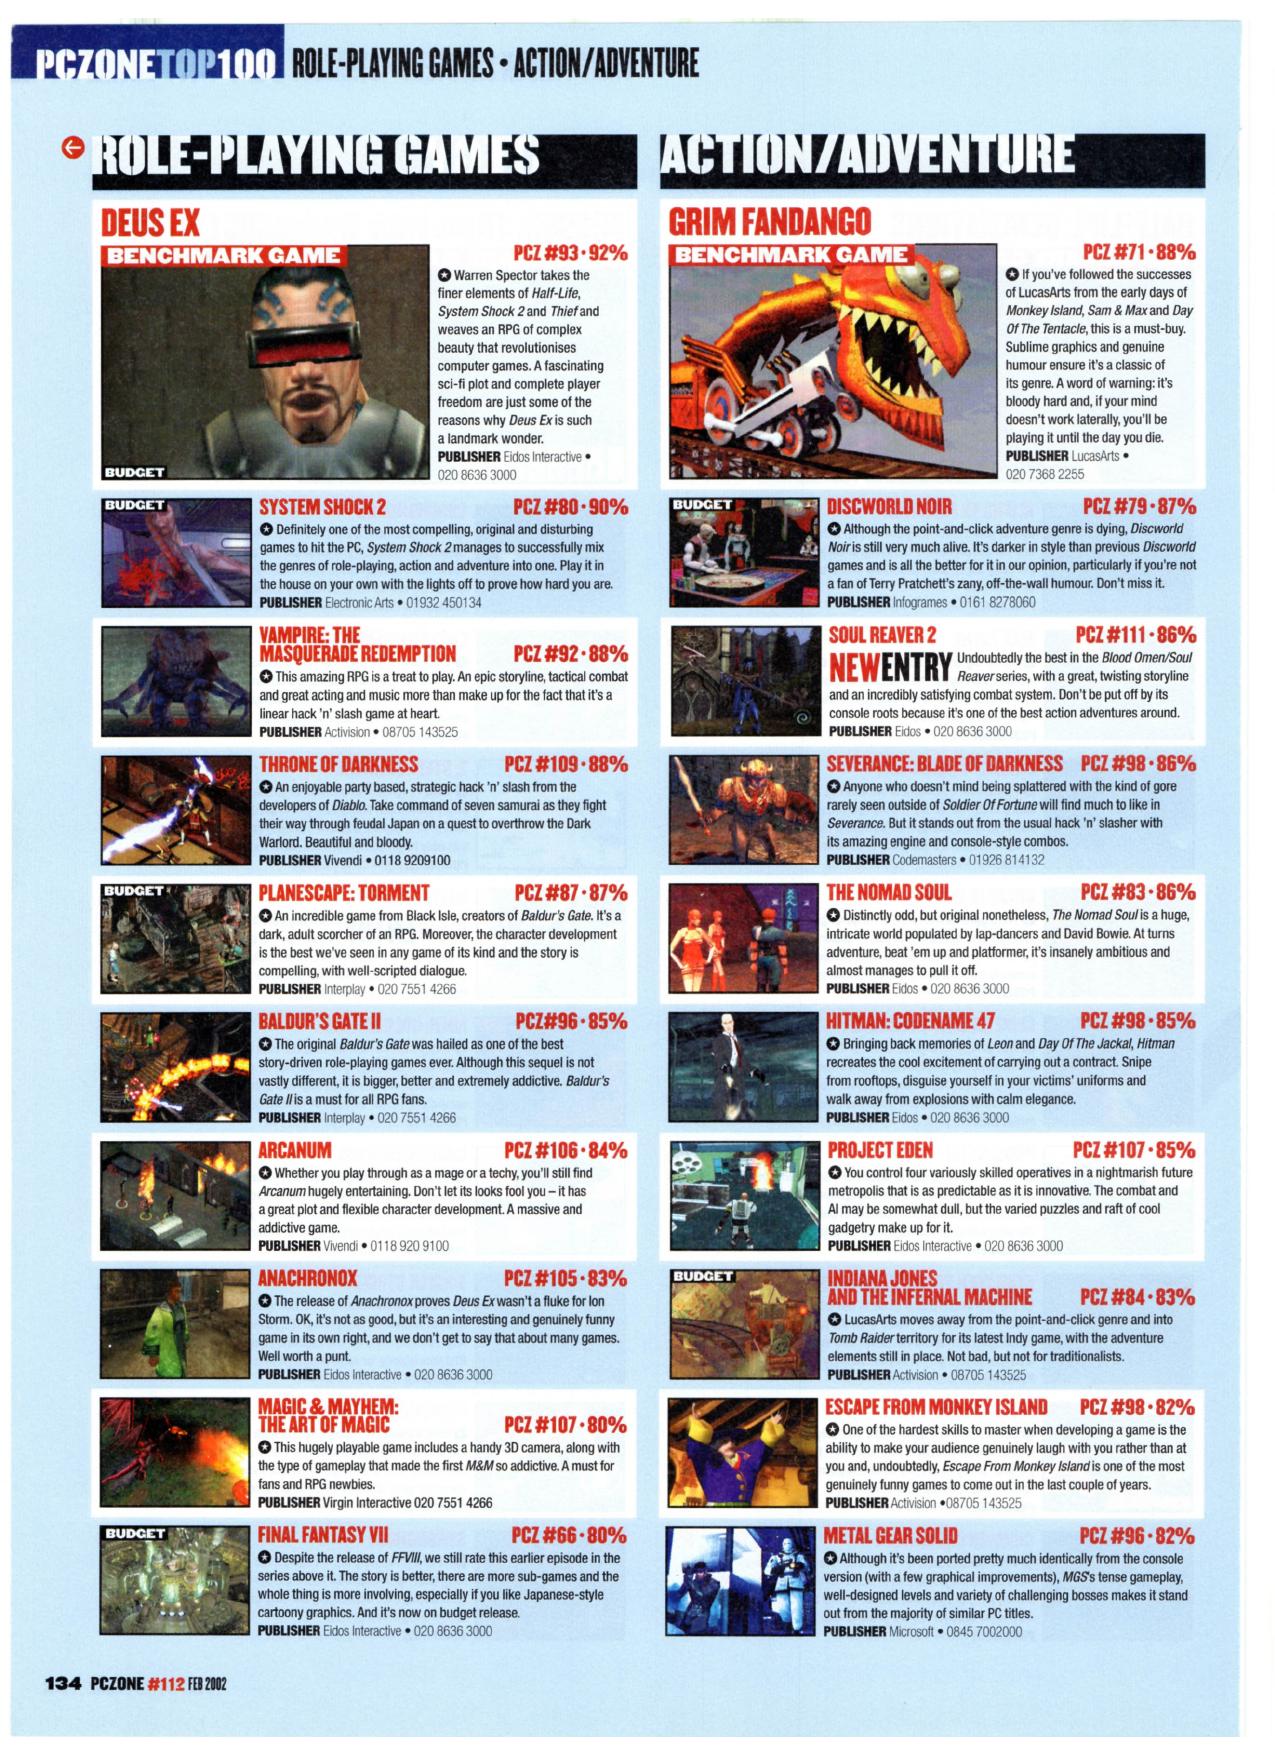 PCZONETOP100 ROLE-PLAYING GAMES • ACTION/ADVENTURE
ROLE-PLAYING GAMES
DEUS EX
BENCHMARK GAME
PCZ #93 • 92%
Warren Spector takes the
finer elements of Half-Life,
System Shock 2 and Thief and
weaves an RPG of complex
beauty that revolutionises
computer games. A fascinating
sci-fi plot and complete player
freedom are just some of the
reasons why Deus Ex is such
a landmark wonder.
PUBLISHER Eidos Interactive •
020 8636 3000
BUDGET
BUDGET
SYSTEM SHOCK 2 PCZ #80 • 90%
Definitely one of the most compelling, original and disturbing
games to hit the PC, System Shock 2 manages to successfully mix
the genres of role-playing, action and adventure into one. Play it in
the house on your own with the lights off to prove how hard you are.
PUBLISHER Electronic Arts • 01932 450134
VAMPIRE: THE
MASQUERADE REDEMPTION PCZ #92 • 88%
This amazing RPG is a treat to play. An epic storyline, tactical combat
and great acting and music more than make up for the fact that it's a
linear hack 'n' slash game at heart.
PUBLISHER Activision • 08705 143525
THRONE OF DARKNESS PCZ #109 • 88%
An enjoyable party based, strategic hack 'n' slash from the
developers of Diablo. Take command of seven samurai as they fight
their way through feudal Japan on a quest to overthrow the Dark
Warlord. Beautiful and bloody.
PUBLISHER Vivendi • 0118 9209100
BUDGET
PLANESCAPE: TORMENT PCZ #87 • 87%
An incredible game from Black Isle, creators of Baldur's Gate. It's a
dark, adult scorcher of an RPG. Moreover, the character development
is the best we've seen in any game of its kind and the story is
compelling, with well-scripted dialogue.
PUBLISHER Interplay • 020 7551 4266
BALDUR'S GATE II PCZ#96 • 85%
The original Baldur's Gate was hailed as one of the best
story-driven role-playing games ever. Although this sequel is not
vastly different, it is bigger, better and extremely addictive. Baldur's
Gate II is a must for all RPG fans.
PUBLISHER Interplay • 020 7551 4266
ARCANUM PCZ #106 • 84%
Whether you play through as a mage or a techy, you'll still find
Arcanum hugely entertaining. Don't let its looks fool you – it has
a great plot and flexible character development. A massive and
addictive game.
PUBLISHER Vivendi • 0118 920 9100
ANACHRONOX PCZ #105 • 83%
The release of Anachronox proves Deus Ex wasn't a fluke for Ion
Storm. OK, it's not as good, but it's an interesting and genuinely funny
game in its own right, and we don't get to say that about many games.
Well worth a punt.
PUBLISHER Eidos Interactive • 020 8636 3000
MAGIC & MAYHEM:
THE ART OF MAGIC PCZ #107 • 80%
This hugely playable game includes a handy 3D camera, along with
the type of gameplay that made the first M&M so addictive. A must for
fans and RPG newbies.
PUBLISHER Virgin Interactive 020 7551 4266
BUDGET
FINAL FANTASY VII PCZ #66 • 80%
Despite the release of FFVIII, we still rate this earlier episode in the
series above it. The story is better, there are more sub-games and the
whole thing is more involving, especially if you like Japanese-style
cartoony graphics. And it's now on budget release.
PUBLISHER Eidos Interactive • 020 8636 3000
ACTION/ADVENTURE
GRIM FANDANGO
BENCHMARK GAME
PCZ #71 • 88%
If you've followed the successes
of LucasArts from the early days of
Monkey Island, Sam & Max and Day
Of The Tentacle, this is a must-buy.
Sublime graphics and genuine
humour ensure it's a classic of
its genre. A word of warning: it's
bloody hard and, if your mind
doesn't work laterally, you'll be
playing it until the day you die.
PUBLISHER LucasArts •
020 7368 2255
BUDGET
DISCWORLD NOIR PCZ #79 • 87%
Although the point-and-click adventure genre is dying, Discworld
Noir is still very much alive. It's darker in style than previous Discworld
games and is all the better for it in our opinion, particularly if you're not
a fan of Terry Pratchett's zany, off-the-wall humour. Don't miss it.
PUBLISHER Infogrames • 0161 8278060
SOUL REAVER 2 PCZ #111 • 86%
NEWENTRY Undoubtedly the best in the Blood Omen/Soul
Reaver series, with a great, twisting storyline
and an incredibly satisfying combat system. Don't be put off by its
console roots because it's one of the best action adventures around.
PUBLISHER Eidos • 020 8636 3000
SEVERANCE: BLADE OF DARKNESS PCZ #98 • 86%
Anyone who doesn't mind being splattered with the kind of gore
rarely seen outside of Soldier Of Fortune will find much to like in
Severance. But it stands out from the usual hack 'n' slasher with
its amazing engine and console-style combos.
PUBLISHER Codemasters • 01926 814132
THE NOMAD SOUL PCZ #83 • 86%
Distinctly odd, but original nonetheless, The Nomad Soul is a huge,
intricate world populated by lap-dancers and David Bowie. At turns
adventure, beat 'em up and platformer, it's insanely ambitious and
almost manages to pull it off.
PUBLISHER Eidos • 020 8636 3000
HITMAN: CODENAME 47 PCZ #98 • 85%
Bringing back memories of Leon and Day Of The Jackal, Hitman
recreates the cool excitement of carrying out a contract. Snipe
from rooftops, disguise yourself in your victims' uniforms and
walk away from explosions with calm elegance.
PUBLISHER Eidos • 020 8636 3000
PROJECT EDEN PCZ #107 • 85%
You control four variously skilled operatives in a nightmarish future
metropolis that is as predictable as it is innovative. The combat and
AI may be somewhat dull, but the varied puzzles and raft of cool
gadgetry make up for it.
PUBLISHER Eidos Interactive • 020 8636 3000
BUDGET
INDIANA JONES
AND THE INFERNAL MACHINE PCZ #84 • 83%
LucasArts moves away from the point-and-click genre and into
Tomb Raider territory for its latest Indy game, with the adventure
elements still in place. Not bad, but not for traditionalists.
PUBLISHER Activision • 08705 143525
ESCAPE FROM MONKEY ISLAND PCZ #98 • 82%
One of the hardest skills to master when developing a game is the
ability to make your audience genuinely laugh with you rather than at
you and, undoubtedly, Escape From Monkey Island is one of the most
genuinely funny games to come out in the last couple of years.
PUBLISHER Activision •08705 143525
METAL GEAR SOLID PCZ #96 • 82%
Although it's been ported pretty much identically from the console
version (with a few graphical improvements), MGS's tense gameplay,
well-designed levels and variety of challenging bosses makes it stand
out from the majority of similar PC titles.
PUBLISHER Microsoft • 0845 7002000
134 PCZONE #112 FEB 2002